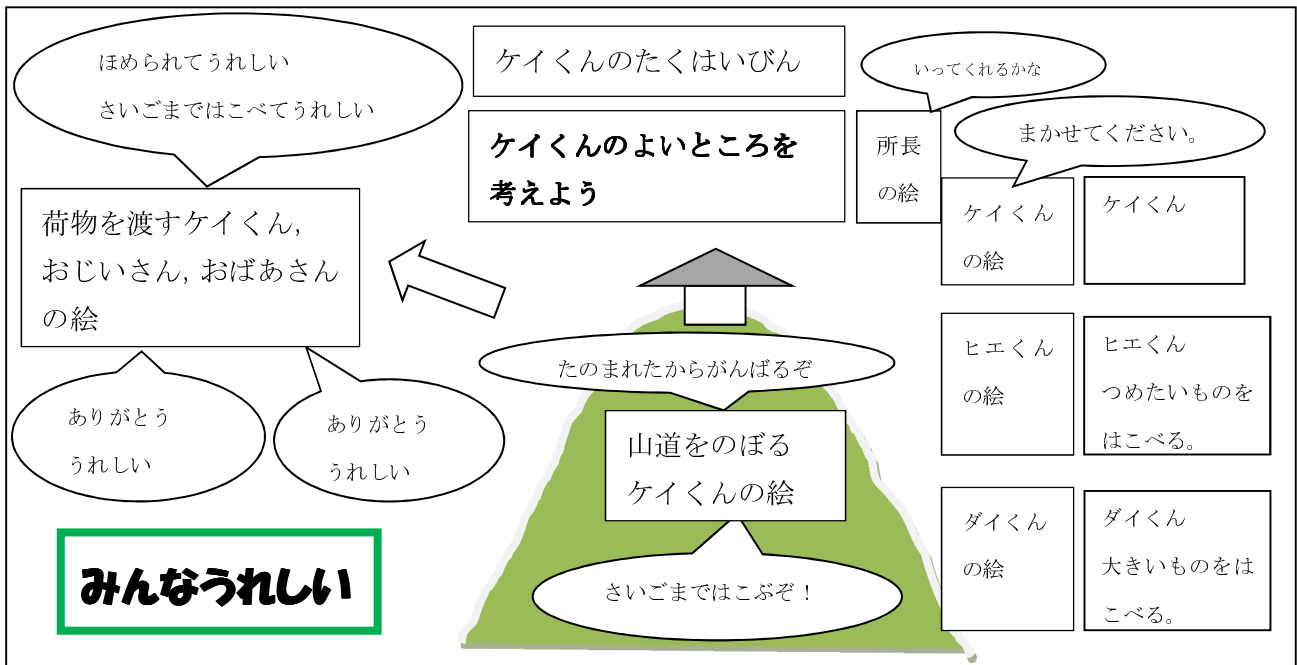 ケイくんのたくはいびん
ケイくんのよいところを
考えよう
いってくれるかな
所長
の絵
まかせてください。
ケイくん
の絵
ケイくん
ヒエくん
の絵
ヒエくん
つめたいものを
はこべる。
ダイくん
の絵
ダイくん
大きいものをは
こべる。
たのまれたからがんばるぞ
山道をのぼる
ケイくんの絵
さいごまではこぶぞ！
ほめられてうれしい
さいごまではこべてうれしい
荷物を渡すケイくん,
おじいさん,おばあさん
の絵
ありがとう
うれしい
ありがとう
うれしい
みんなうれしい